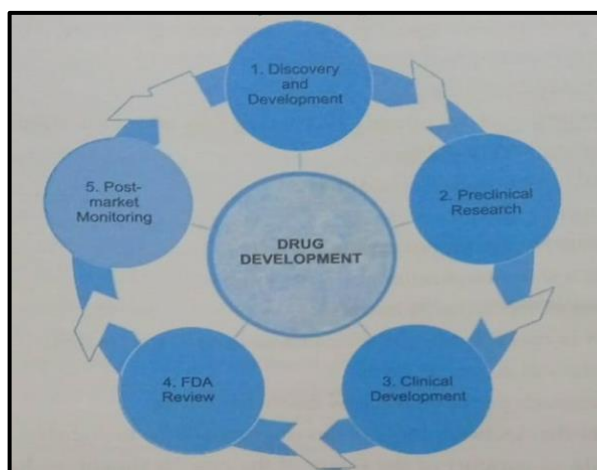 1. Discovery
and
Development
2. Preclinical
Research
3. Clinical
Development
4. FDA
Review
5. Post-
market
Monitoring
DRUG
DEVELOPMENT